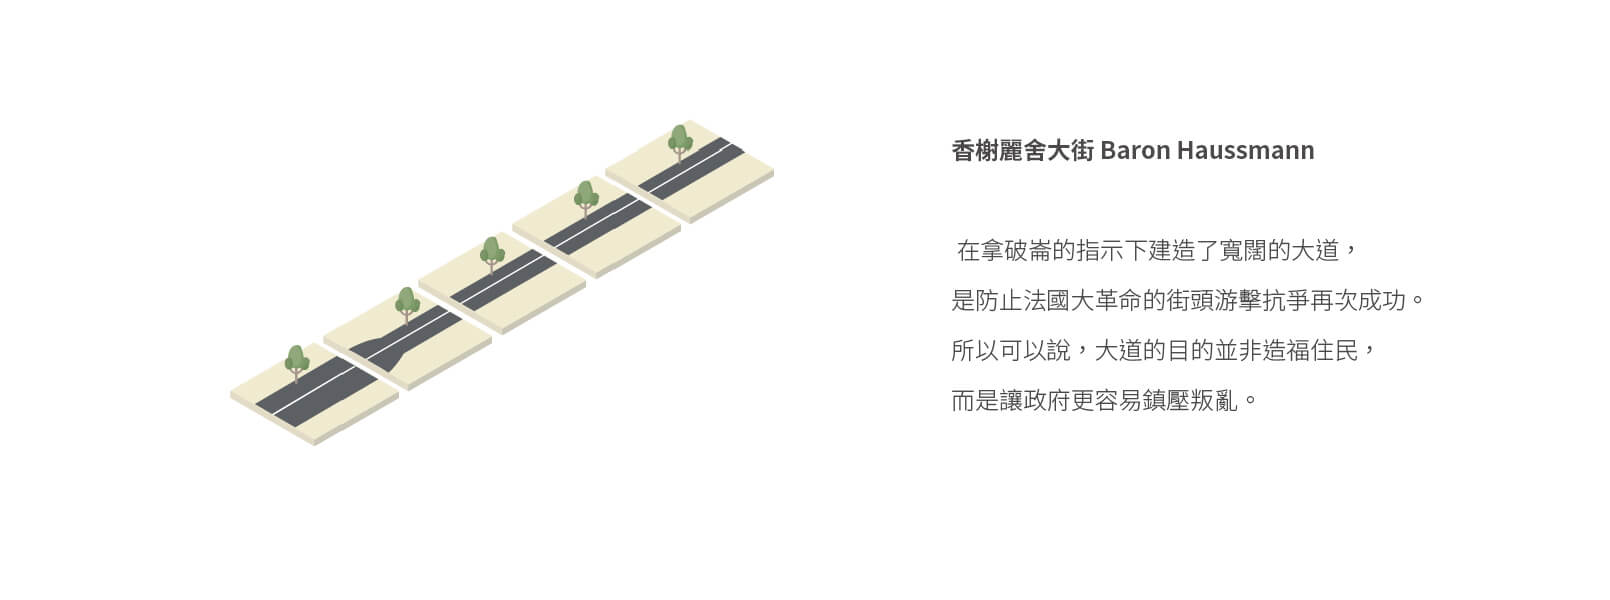 香榭麗舍大街 Baron Haussmann
在拿破崙的指示下建造了寬闊的大道，
是防止法國大革命的街頭游擊抗爭再次成功。
所以可以說，大道的目的並非造福住民，
而是讓政府更容易鎮壓叛亂。